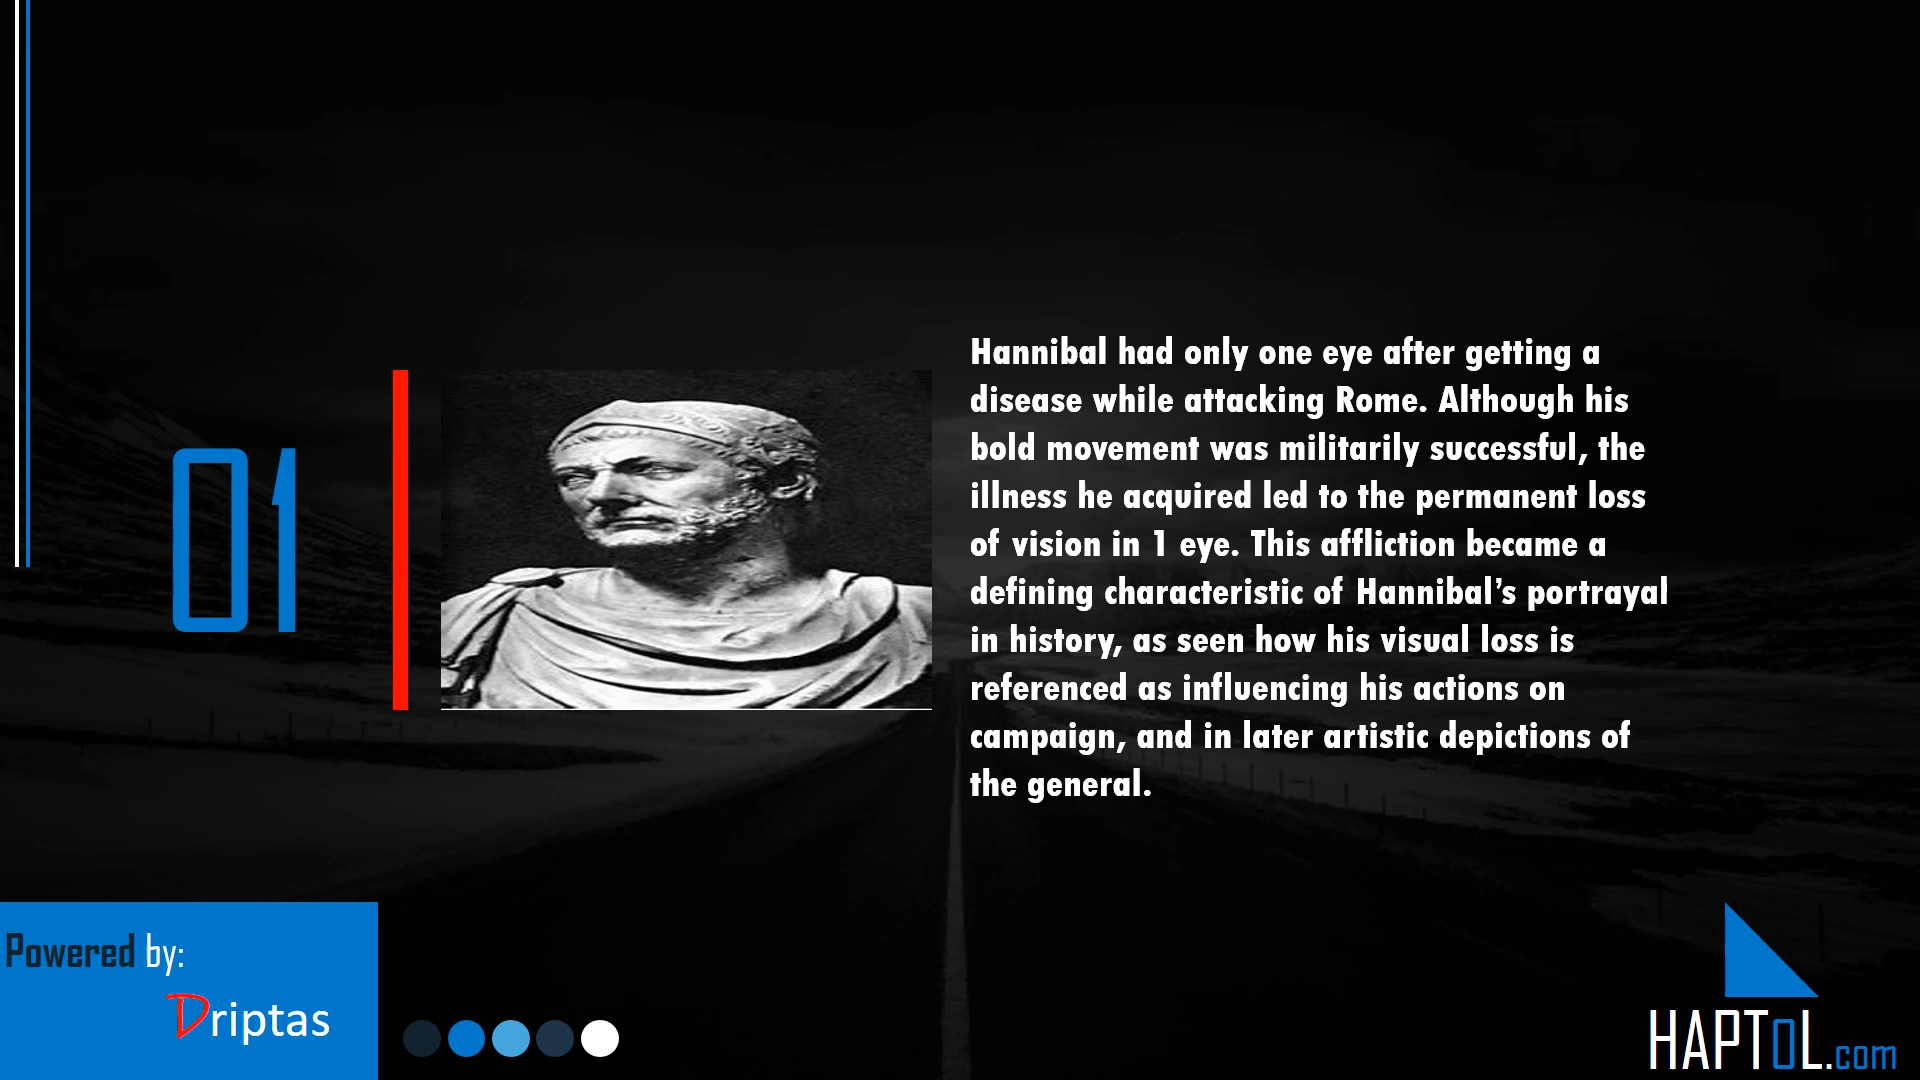 01
Hannibal had only one eye after getting a
disease while attacking Rome. Although his
bold movement was militarily successful, the
illness he acquired led to the permanent loss
of vision in 1 eye. This affliction became a
defining characteristic of Hannibal’s portrayal
in history, as seen how his visual loss is
referenced as influencing his actions on
campaign, and in later artistic depictions of
the general.
Powered by:
Driptas
HAPToL.com